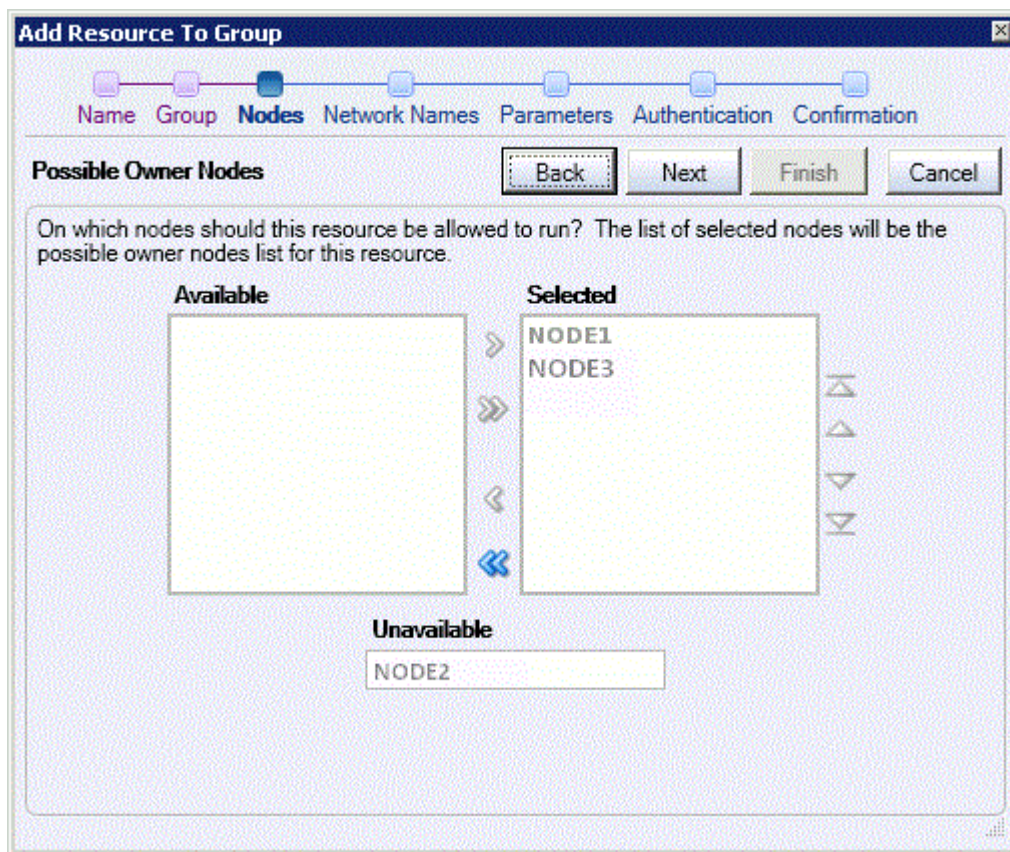 Add Resource To Group
Name Group Nodes Network Names Parameters Authentication Confirmation
Possible Owner Nodes Back Next Finish Cancel
On which nodes should this resource be allowed to run? The list of selected nodes will be the
possible owner nodes list for this resource.
Available Selected
NODE1
NODE3
Unavailable
NODE2